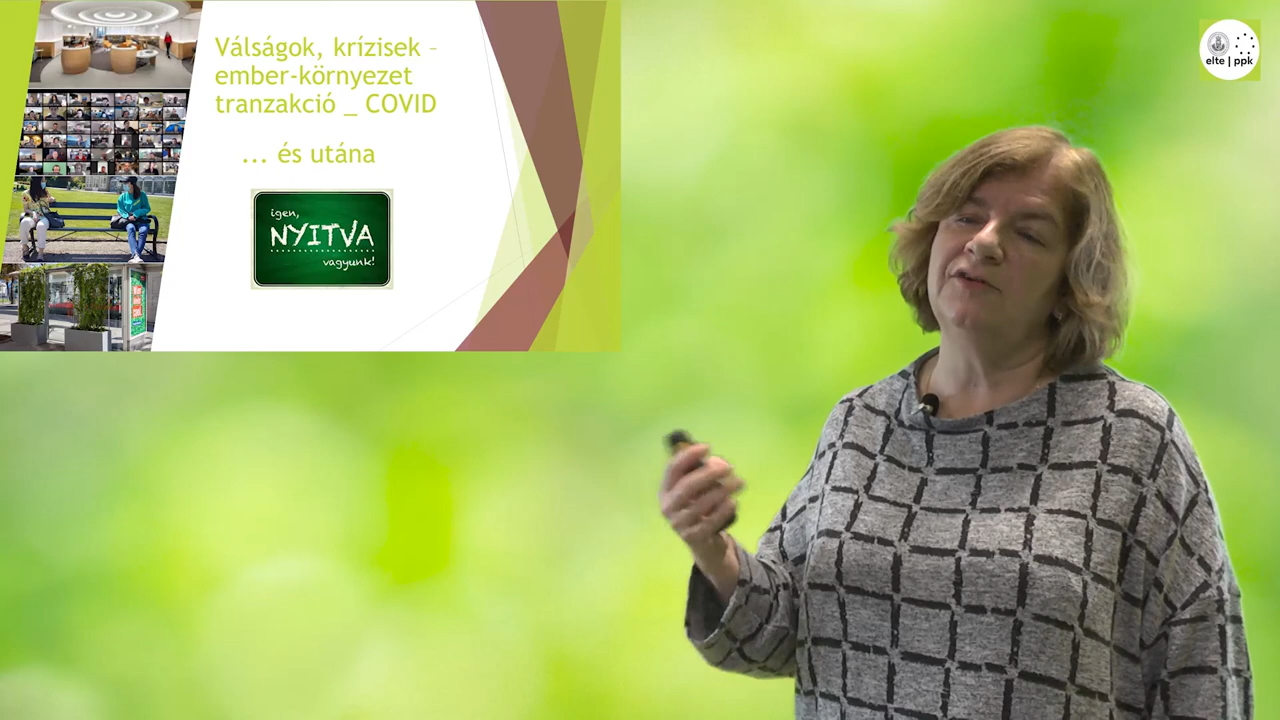 Válságok, krízisek –
ember-környezet
tranzakció _ COVID
... és utána
igen,
NYITVA
vagyunk!
elte | ppk